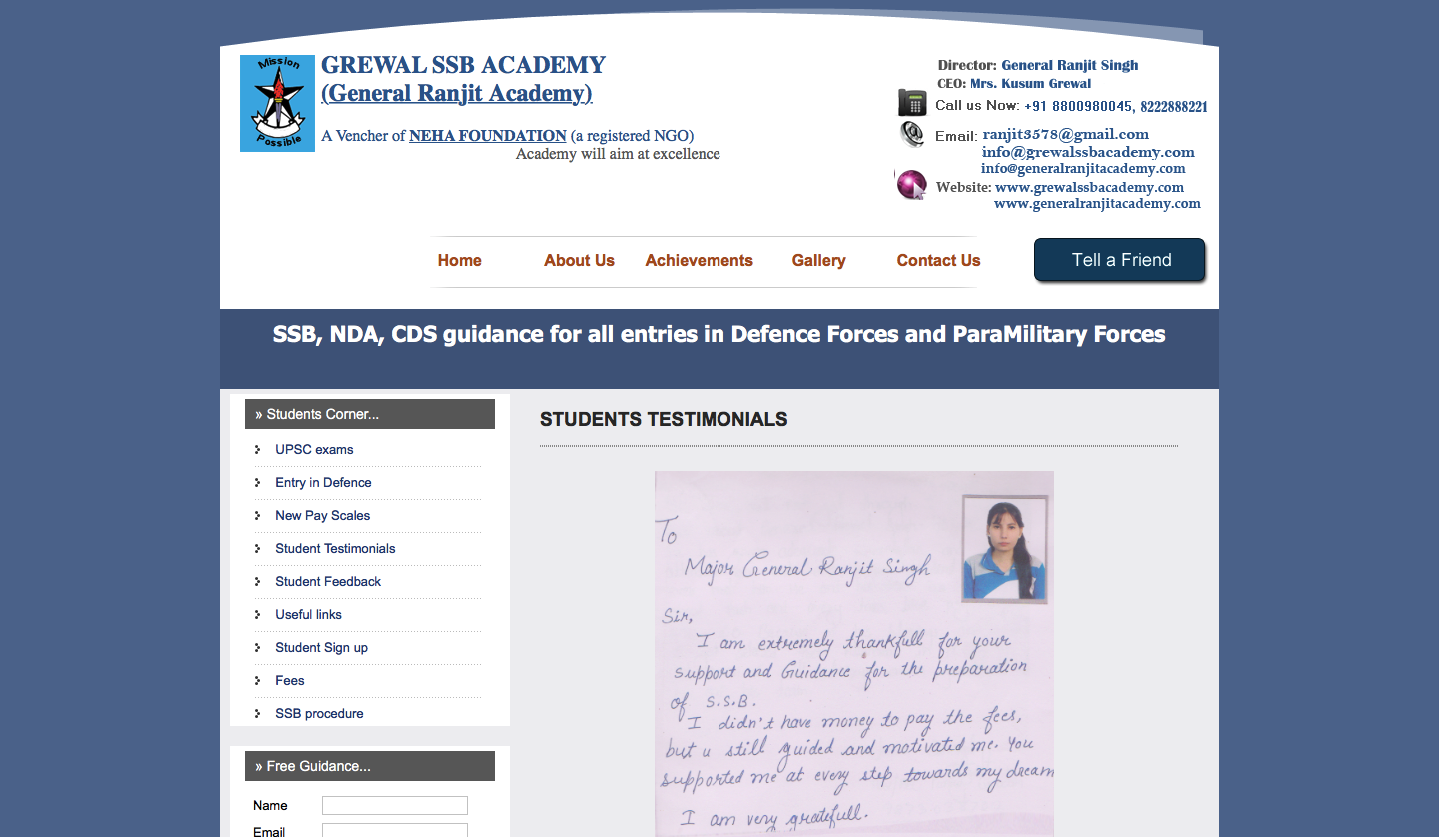 Mission
Possible
GREWAL SSB ACADEMY
(General Ranjit Academy)
A Vencher of NEHA FOUNDATION (a registered NGO)
Academy will aim at excellence
Director: General Ranjit Singh
CEO: Mrs. Kusum Grewal
Call us Now: +91 8800980045, 8222888221
Email: ranjit3578@gmail.com
info@grewalssbacademy.com
info@generalranjitacademy.com
Website: www.grewalssbacademy.com
www.generalranjitacademy.com
Home About Us Achievements Gallery Contact Us
Tell a Friend
SSB, NDA, CDS guidance for all entries in Defence Forces and ParaMilitary Forces
» Students Corner...
UPSC exams
Entry in Defence
New Pay Scales
Student Testimonials
Student Feedback
Useful links
Student Sign up
Fees
SSB procedure
» Free Guidance...
Name
Email
STUDENTS TESTIMONIALS
To
Major General Ranjit Singh
Sir,
I am extremely thankfull for your
support and Guidance for the preparation
of S.S.B.
I didn't have money to pay the fees,
but u still guided and motivated me. You
supported me at every step towards my dream
I am very gratefull.